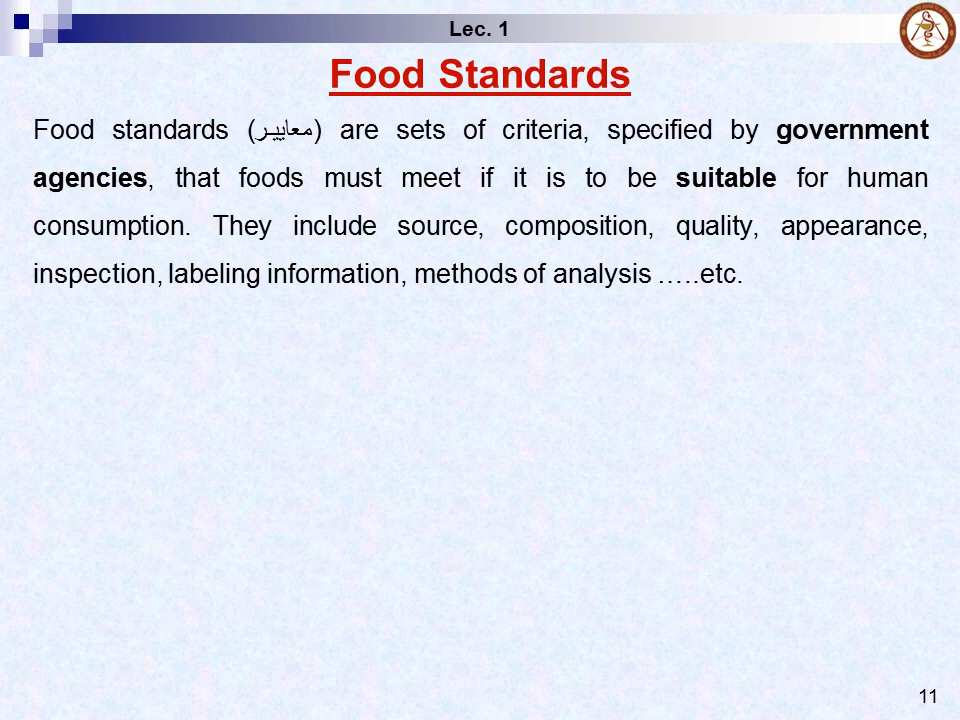 Lec. 1
Food Standards
Food standards (معايير) are sets of criteria, specified by government
agencies, that foods must meet if it is to be suitable for human
consumption. They include source, composition, quality, appearance,
inspection, labeling information, methods of analysis …..etc.
11